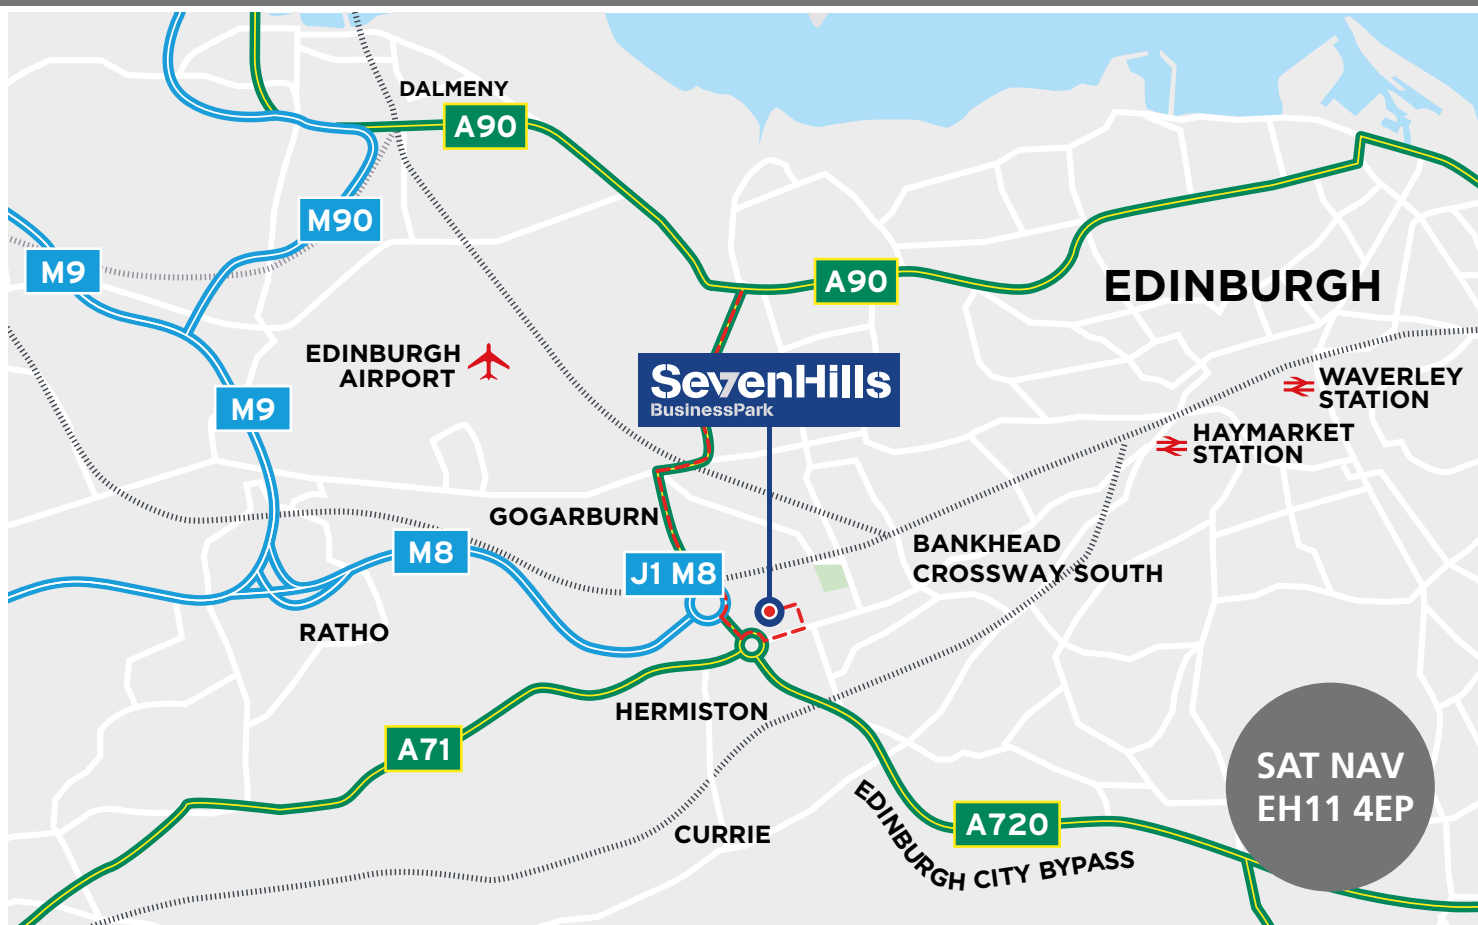 DALMENY
A90
M90
M9
A90
EDINBURGH
EDINBURGH
AIRPORT
SevenHills
BusinessPark
WAVERLEY
STATION
M9
HAYMARKET
STATION
GOGARBURN
M8
BANKHEAD
CROSSWAY SOUTH
J1 M8
RATHO
HERMISTON
A71
SAT NAV
EH11 4EP
A720
CURRIE
EDINBURGH CITY BYPASS